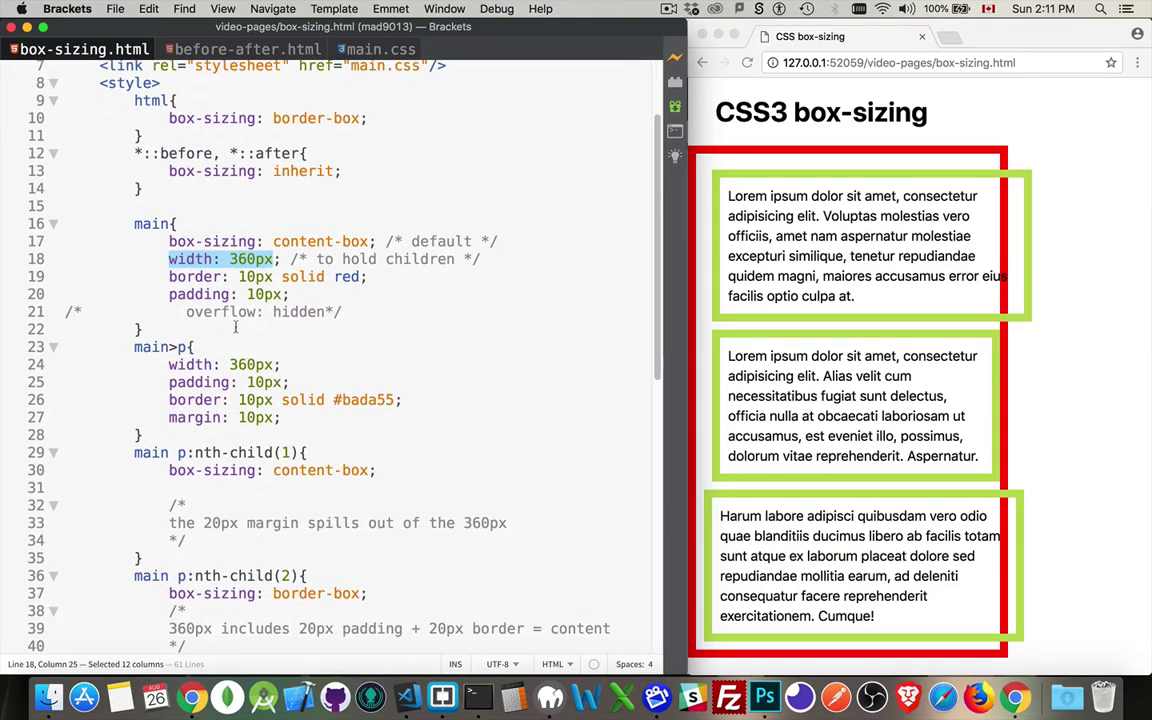 Brackets File Edit Find View Navigate Template Emmet Window Debug Help 100% Sun 2:11 PM
video-pages/box-sizing.html (mad9013) — Brackets
box-sizing.html before-after.html main.css
7 <link rel="stylesheet" href="main.css"/>
8 <style>
9 html{
10 box-sizing: border-box;
11 }
12 *::before, *::after{
13 box-sizing: inherit;
14 }
15
16 main{
17 box-sizing: content-box; /* default */
18 width: 360px; /* to hold children */
19 border: 10px solid red;
20 padding: 10px;
21 /* overflow: hidden*/
22 }
23 main>p{
24 width: 360px;
25 padding: 10px;
26 border: 10px solid #bada55;
27 margin: 10px;
28 }
29 main p:nth-child(1){
30 box-sizing: content-box;
31
32 /*
33 the 20px margin spills out of the 360px
34 */
35 }
36 main p:nth-child(2){
37 box-sizing: border-box;
38 /*
39 360px includes 20px padding + 20px border = content
40 */
Line 18, Column 25 — Selected 12 columns — 61 Lines INS UTF-8 HTML Spaces: 4
CSS box-sizing
127.0.0.1:52059/video-pages/box-sizing.html
CSS3 box-sizing
Lorem ipsum dolor sit amet, consectetur
adipisicing elit. Voluptas molestias vero
officiis, amet nam aspernatur molestiae
excepturi similique, tenetur repudiandae
quidem magni, maiores accusamus error eius
facilis optio culpa at.
Lorem ipsum dolor sit amet, consectetur
adipisicing elit. Alias velit cum
necessitatibus fugiat sunt delectus,
officia nulla at obcaecati laboriosam ut
accusamus, est eveniet illo, possimus,
dolorum vitae reprehenderit. Aspernatur.
Harum labore adipisci quibusdam vero odio
quae blanditiis ducimus libero ab facilis totam
sunt atque ex laborum placeat dolore sed
repudiandae mollitia earum, ad deleniti
consequatur facere reprehenderit
exercitationem. Cumque!
AUG
26